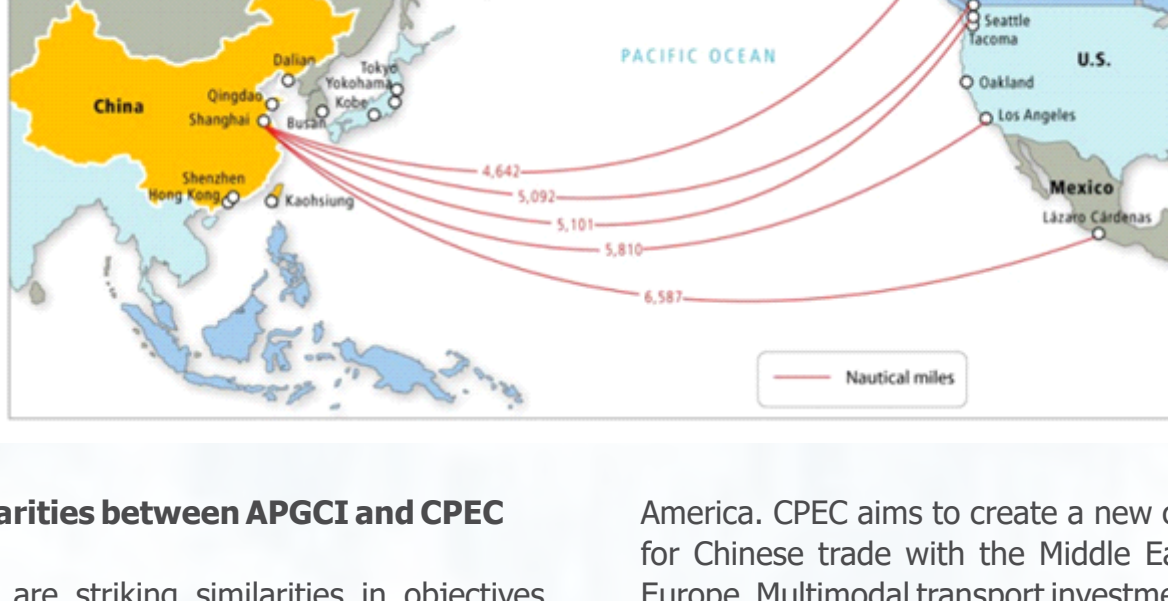 Seattle
Tacoma
PACIFIC OCEAN
U.S.
Dalian
Tokyo
Yokohama
Oakland
Qingdao
Kobe
China
Shanghai
Busan
Los Angeles
4,642
Shenzhen
5,092
Mexico
Hong Kong
Kaohsiung
Lázaro Cárdenas
5,101
5,810
6,587
Nautical miles
between APGCI and CPEC
are striking similarities in objectives
America. CPEC aims to create a new
for Chinese trade with the Middle
Europe. Multimodal transport